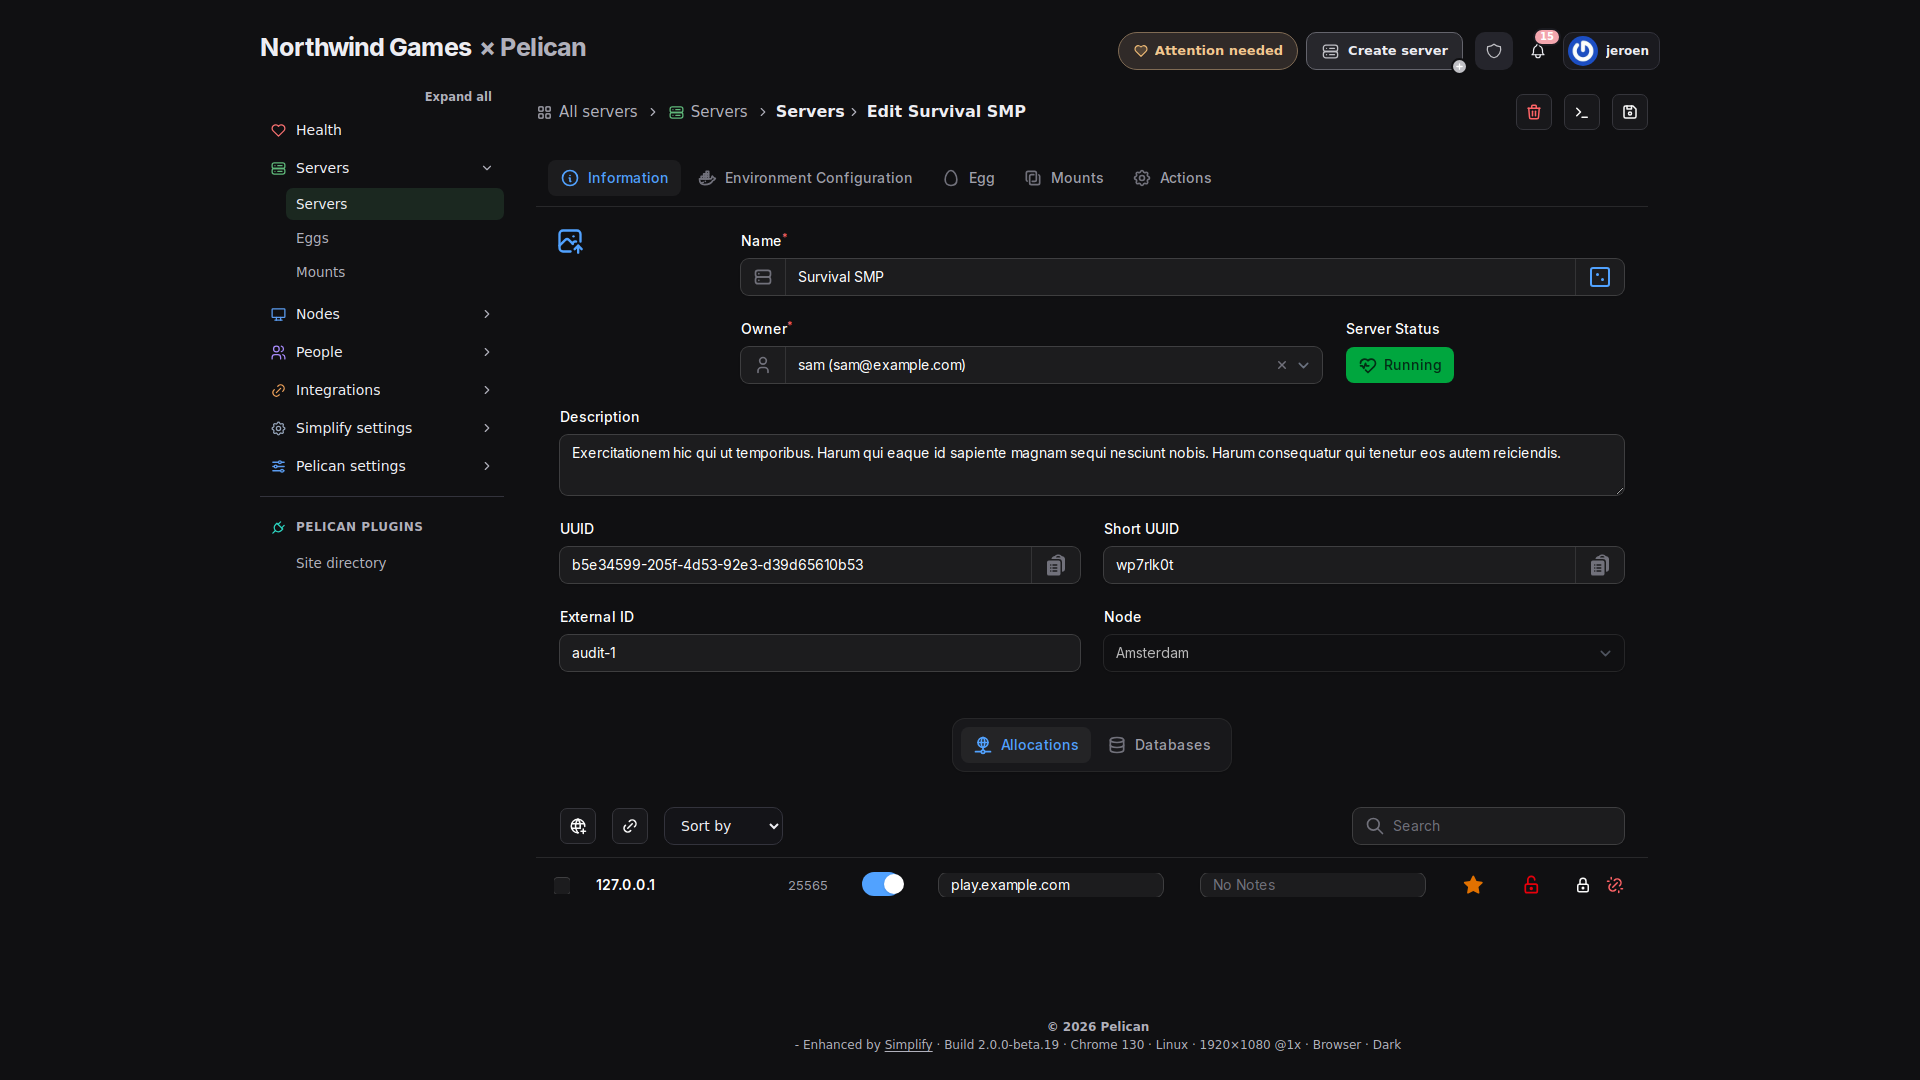 Northwind Games × Pelican
Attention needed
Create server
15
jeroen
Expand all
Health
Servers
Servers
Eggs
Mounts
Nodes
People
Integrations
Simplify settings
Pelican settings
PELICAN PLUGINS
Site directory
All servers > Servers > Servers > Edit Survival SMP
Information
Environment Configuration
Egg
Mounts
Actions
Name*
Survival SMP
Owner*
Server Status
sam (sam@example.com)
Running
Description
Exercitationem hic qui ut temporibus. Harum qui eaque id sapiente magnam sequi nesciunt nobis. Harum consequatur qui tenetur eos autem reiciendis.
UUID
Short UUID
b5e34599-205f-4d53-92e3-d39d65610b53
wp7rlk0t
External ID
Node
audit-1
Amsterdam
Allocations
Databases
Sort by
Search
127.0.0.1
25565
play.example.com
No Notes
© 2026 Pelican
- Enhanced by Simplify · Build 2.0.0-beta.19 · Chrome 130 · Linux · 1920×1080 @1x · Browser · Dark